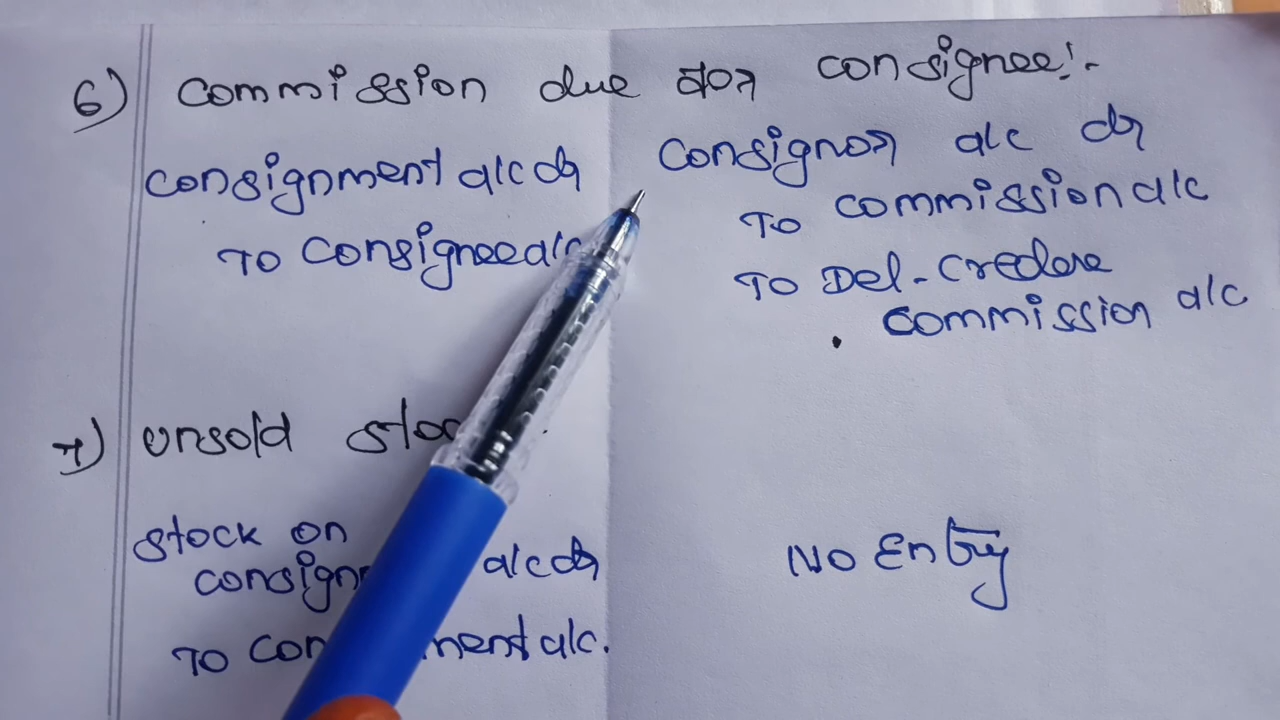 6) commission due for consignee:-
consignment a/c dr
To consignee a/c
consignor a/c dr
To commission a/c
To Del-credere
commission a/c
7) unsold
stock on
a/c dr
To
a/c.
No Entry